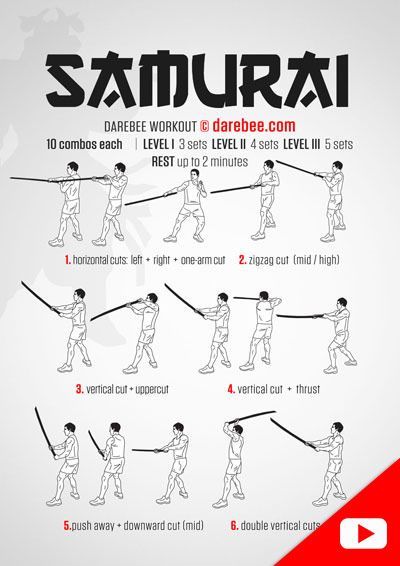 SAMURAI
DAREBEE WORKOUT © darebee.com
10 combos each | LEVEL I 3 sets LEVEL II 4 sets LEVEL III 5 sets
REST up to 2 minutes
1. horizontal cuts: left + right + one-arm cut
2. zigzag cut (mid / high)
3. vertical cut + uppercut
4. vertical cut + thrust
5.push away + downward cut (mid)
6. double vertical cuts